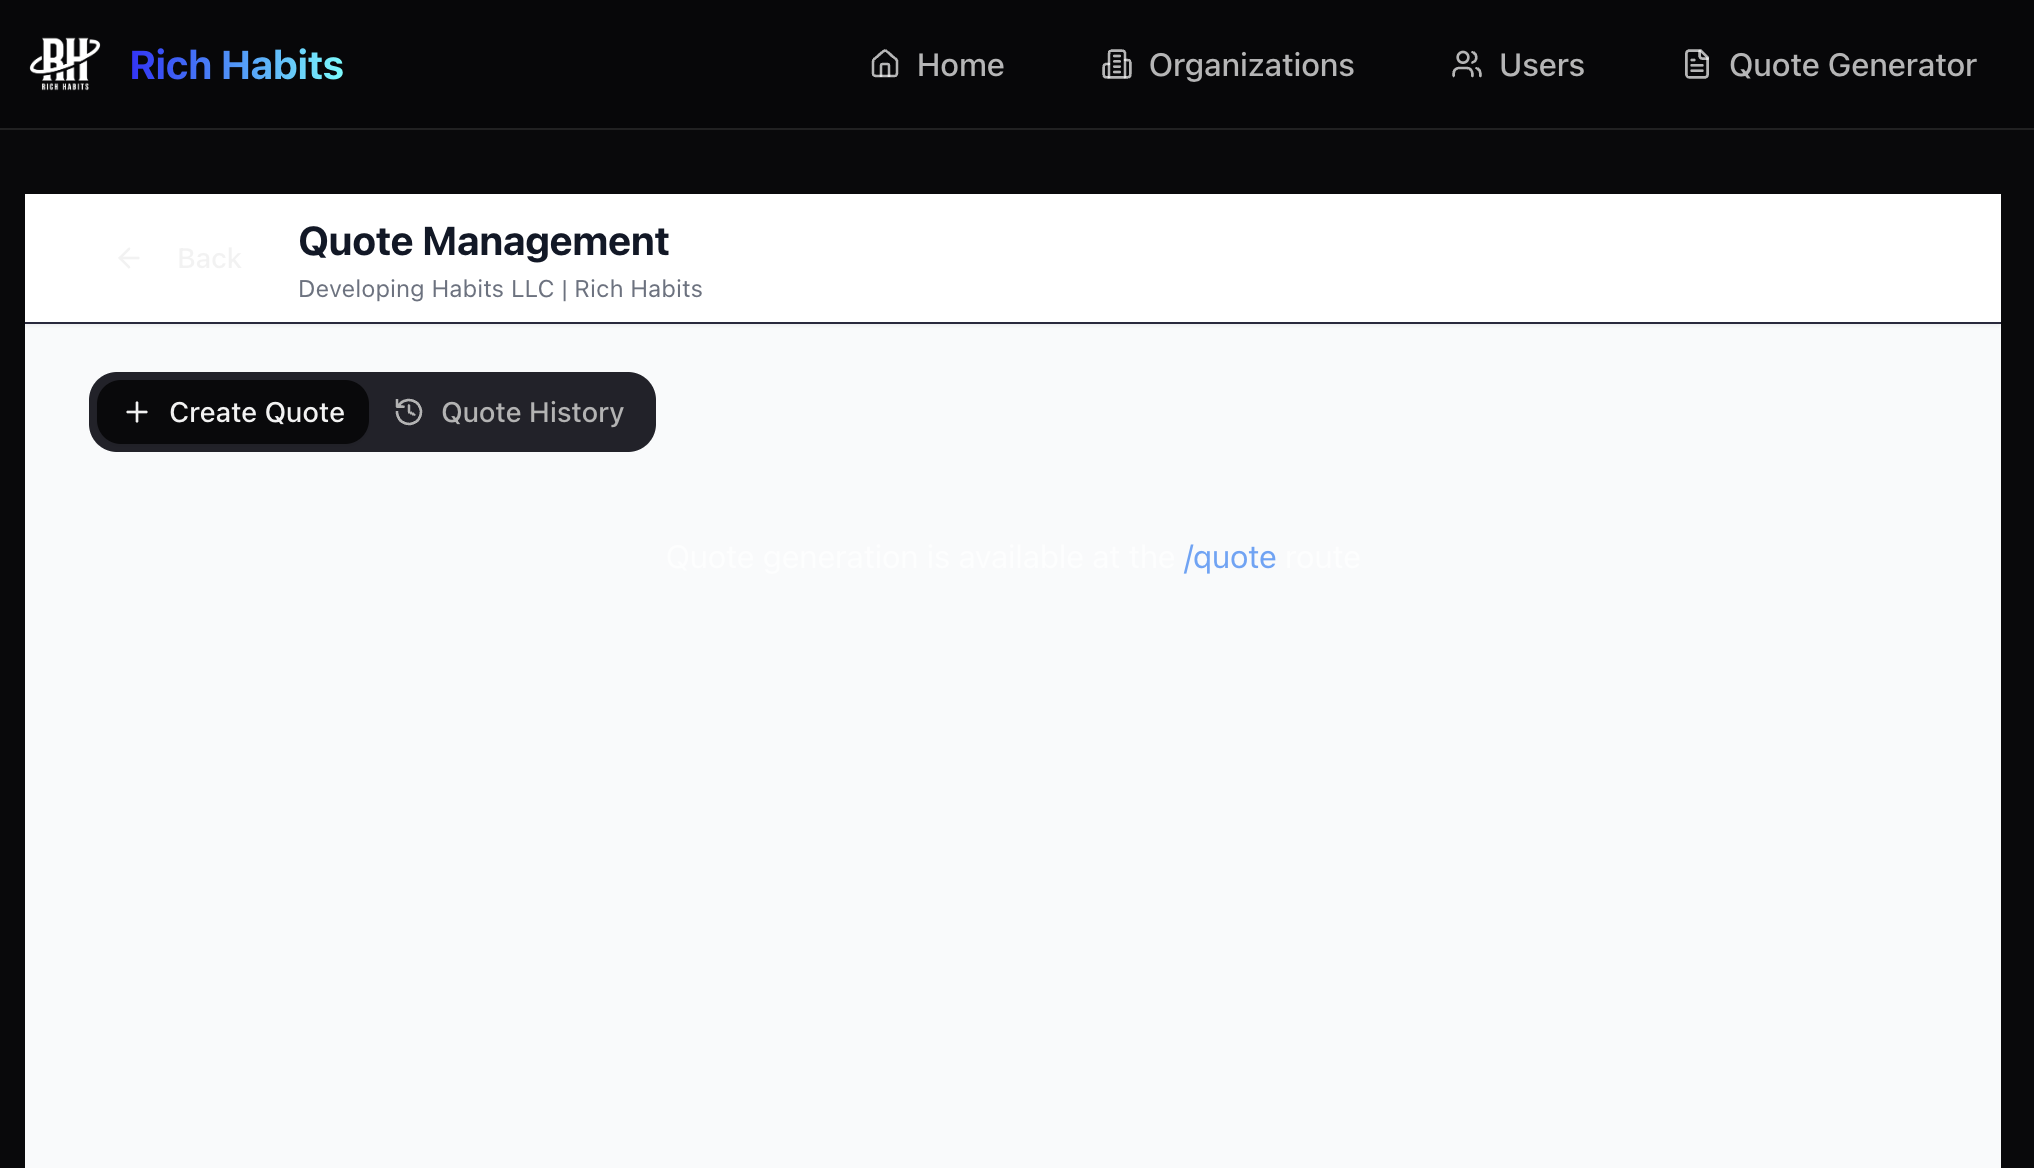 RH
RICH HABITS
Rich Habits
Home
Organizations
Users
Quote Generator
Back
Quote Management
Developing Habits LLC | Rich Habits
Create Quote
Quote History
Quote generation is available at the /quote route